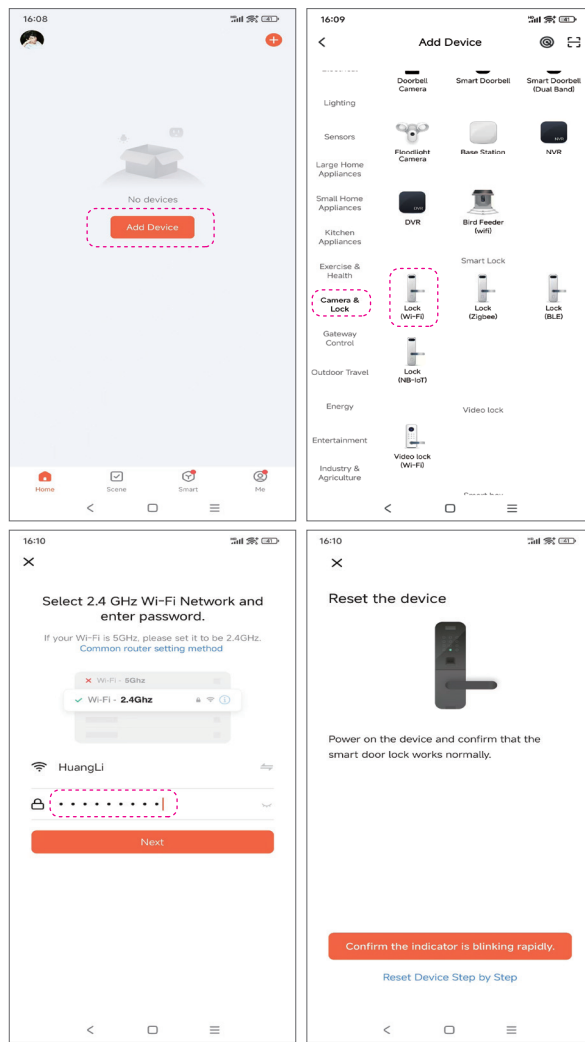 16:08
No devices
Add Device
Home
Scene
Smart
Me
16:09
Add Device
Lighting
Sensors
Large Home
Appliances
Small Home
Appliances
Kitchen
Appliances
Exercise &
Health
Camera &
Lock
Gateway
Control
Outdoor Travel
Energy
Entertainment
Industry &
Agriculture
Doorbell
Camera
Smart Doorbell
Smart Doorbell
(Dual Band)
Floodlight
Camera
Base Station
NVR
DVR
Bird Feeder
(wifi)
Smart Lock
Lock
(Wi-Fi)
Lock
(Zigbee)
Lock
(BLE)
Lock
(NB-IoT)
Video lock
Video lock
(Wi-Fi)
16:10
Select 2.4 GHz Wi-Fi Network and
enter password.
If your Wi-Fi is 5GHz, please set it to be 2.4GHz.
Common router setting method
Wi-Fi - 5Ghz
Wi-Fi - 2.4Ghz
HuangLi
Next
16:10
Reset the device
Power on the device and confirm that the
smart door lock works normally.
Confirm the indicator is blinking rapidly.
Reset Device Step by Step